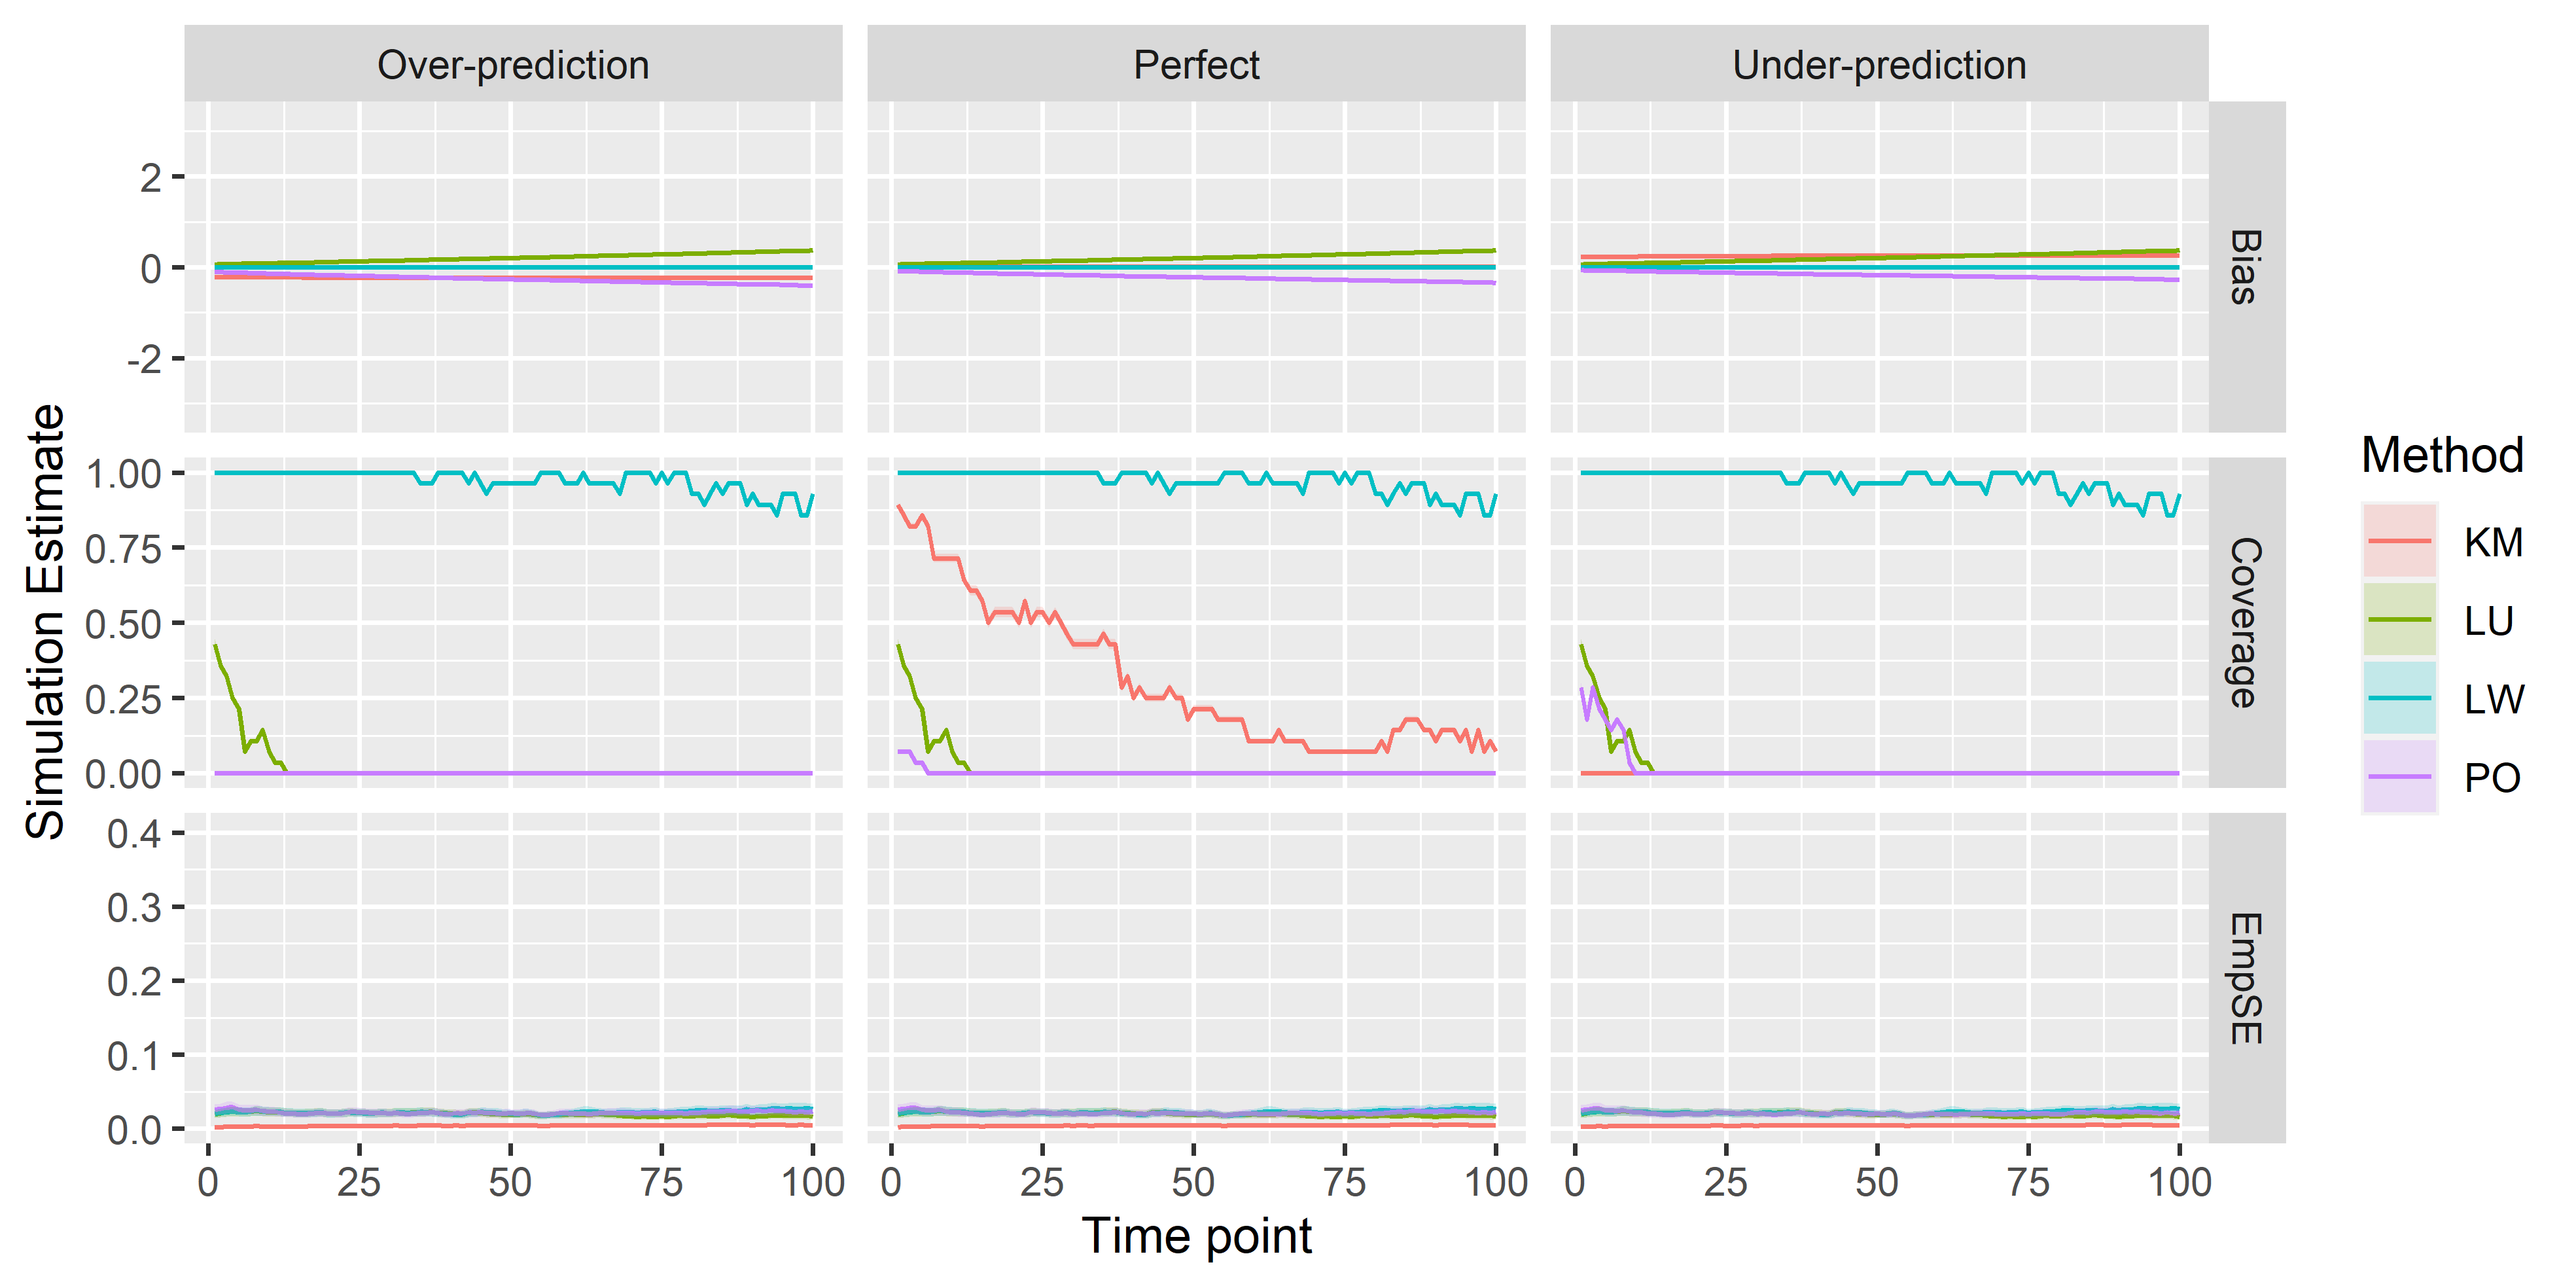 Over-prediction
Perfect
Under-prediction
2
0
-2
Bias
Simulation Estimate
1.00
0.75
0.50
0.25
0.00
Coverage
0.4
0.3
0.2
0.1
0.0
EmpSE
0 25 50 75 100
0 25 50 75 100
0 25 50 75 100
Time point
Method
KM
LU
LW
PO